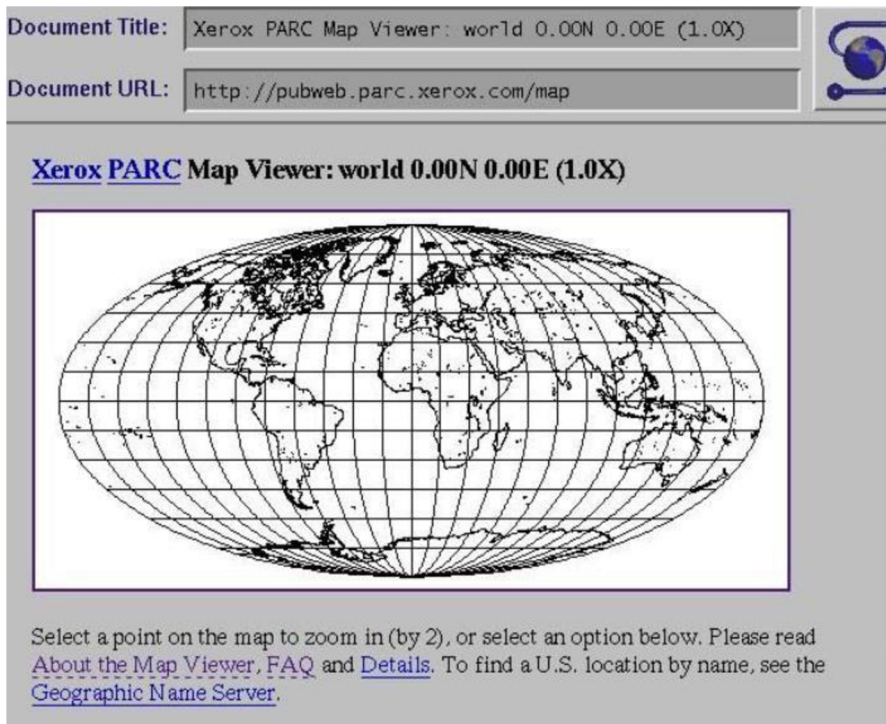 Document Title: Xerox PARC Map Viewer: world 0.00N 0.00E (1.0X)
Document URL: http://pubweb.parc.xerox.com/map
Xerox PARC Map Viewer: world 0.00N 0.00E (1.0X)
Select a point on the map to zoom in (by 2), or select an option below. Please read
About the Map Viewer, FAQ and Details. To find a U.S. location by name, see the
Geographic Name Server.